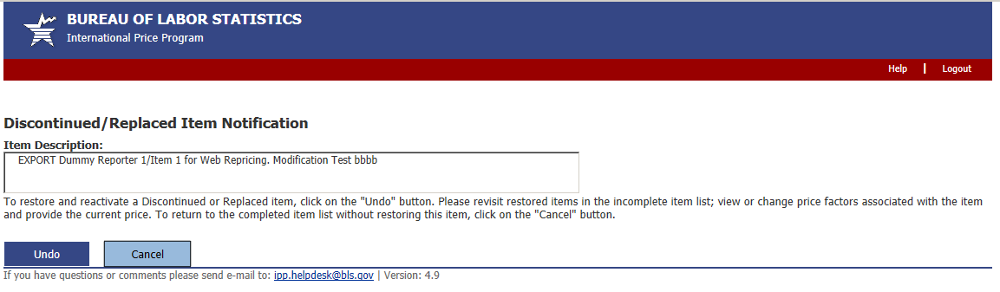 BUREAU OF LABOR STATISTICS
International Price Program
Help | Logout
Discontinued/Replaced Item Notification
Item Description:
EXPORT Dummy Reporter 1/Item 1 for Web Repricing. Modification Test bbbb
To restore and reactivate a Discontinued or Replaced item, click on the "Undo" button. Please revisit restored items in the incomplete item list; view or change price factors associated with the item
and provide the current price. To return to the completed item list without restoring this item, click on the "Cancel" button.
Undo Cancel
If you have questions or comments please send e-mail to: ipp.helpdesk@bls.gov | Version: 4.9